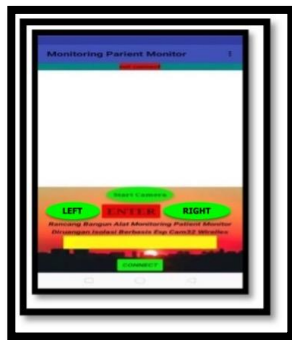 Monitoring Parient Monitor
Start Camera
LEFT ENTER RIGHT
Rancang Bangun Alat Monitoring Patient Monitor
Diruangan Isolasi Berbasis Esp Cam32 Wirelles
CONNECT